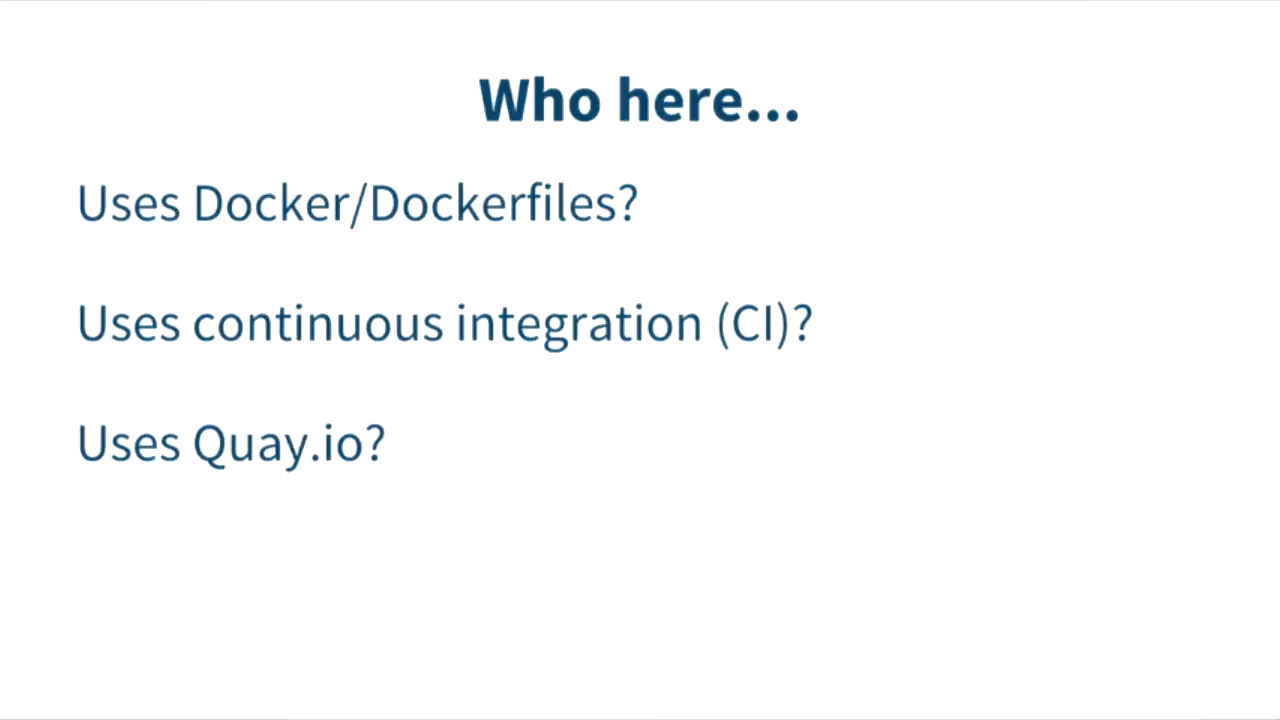 Who here...
Uses Docker/Dockerfiles?
Uses continuous integration (CI)?
Uses Quay.io?